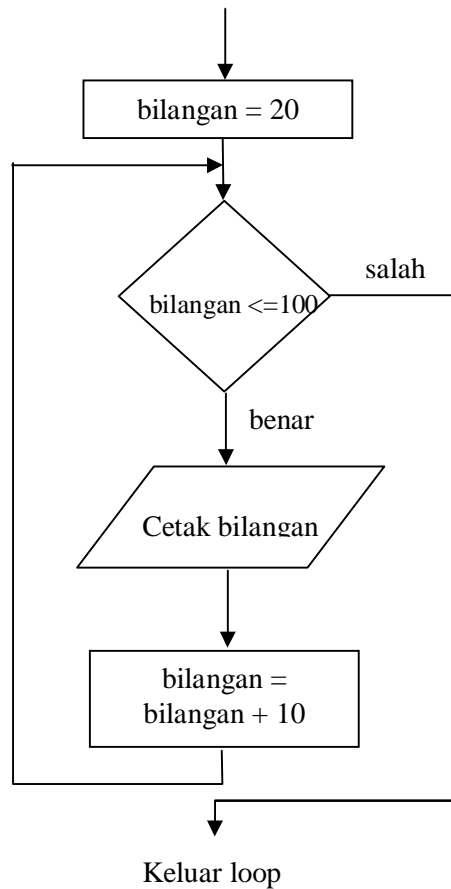 bilangan = 20
salah
bilangan <=100
benar
Cetak bilangan
bilangan =
bilangan + 10
Keluar loop